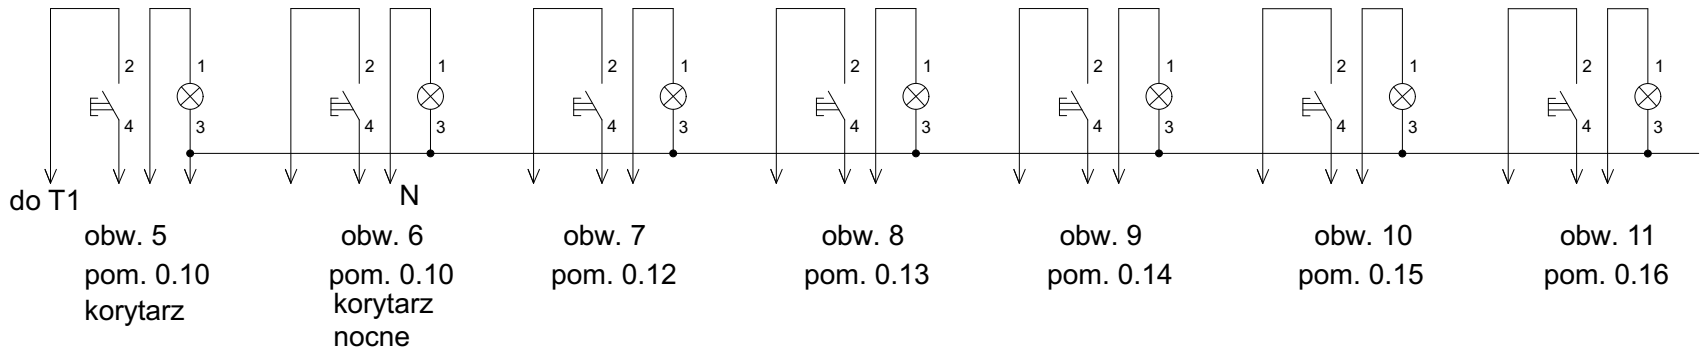 2 1 2 1 2 1 2 1 2 1 2 1 2 1
4 3 4 3 4 3 4 3 4 3 4 3 4 3
do T1 N
obw. 5 obw. 6 obw. 7 obw. 8 obw. 9 obw. 10 obw. 11
pom. 0.10 pom. 0.10 pom. 0.12 pom. 0.13 pom. 0.14 pom. 0.15 pom. 0.16
korytarz korytarz
nocne